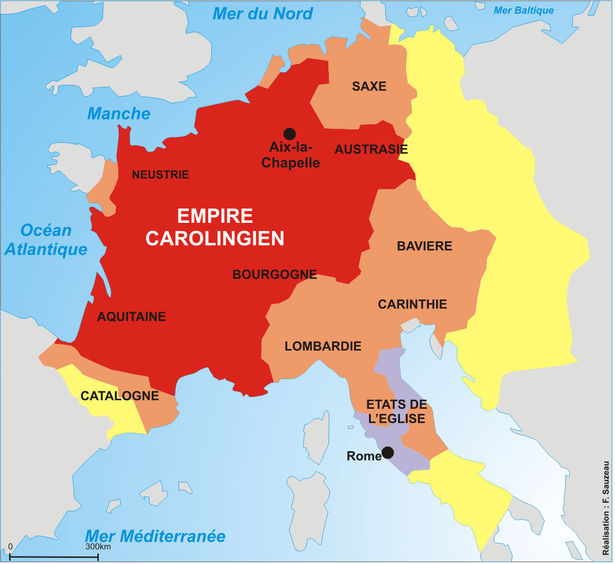 Mer du Nord
Mer Baltique
Manche
SAXE
Aix-la-
Chapelle
AUSTRASIE
NEUSTRIE
Océan
Atlantique
EMPIRE
CAROLINGIEN
BAVIERE
BOURGOGNE
CARINTHIE
AQUITAINE
LOMBARDIE
CATALOGNE
ETATS DE
L'EGLISE
Rome
Mer Méditerranée
0 300km
Réalisation : F. Sauzeau